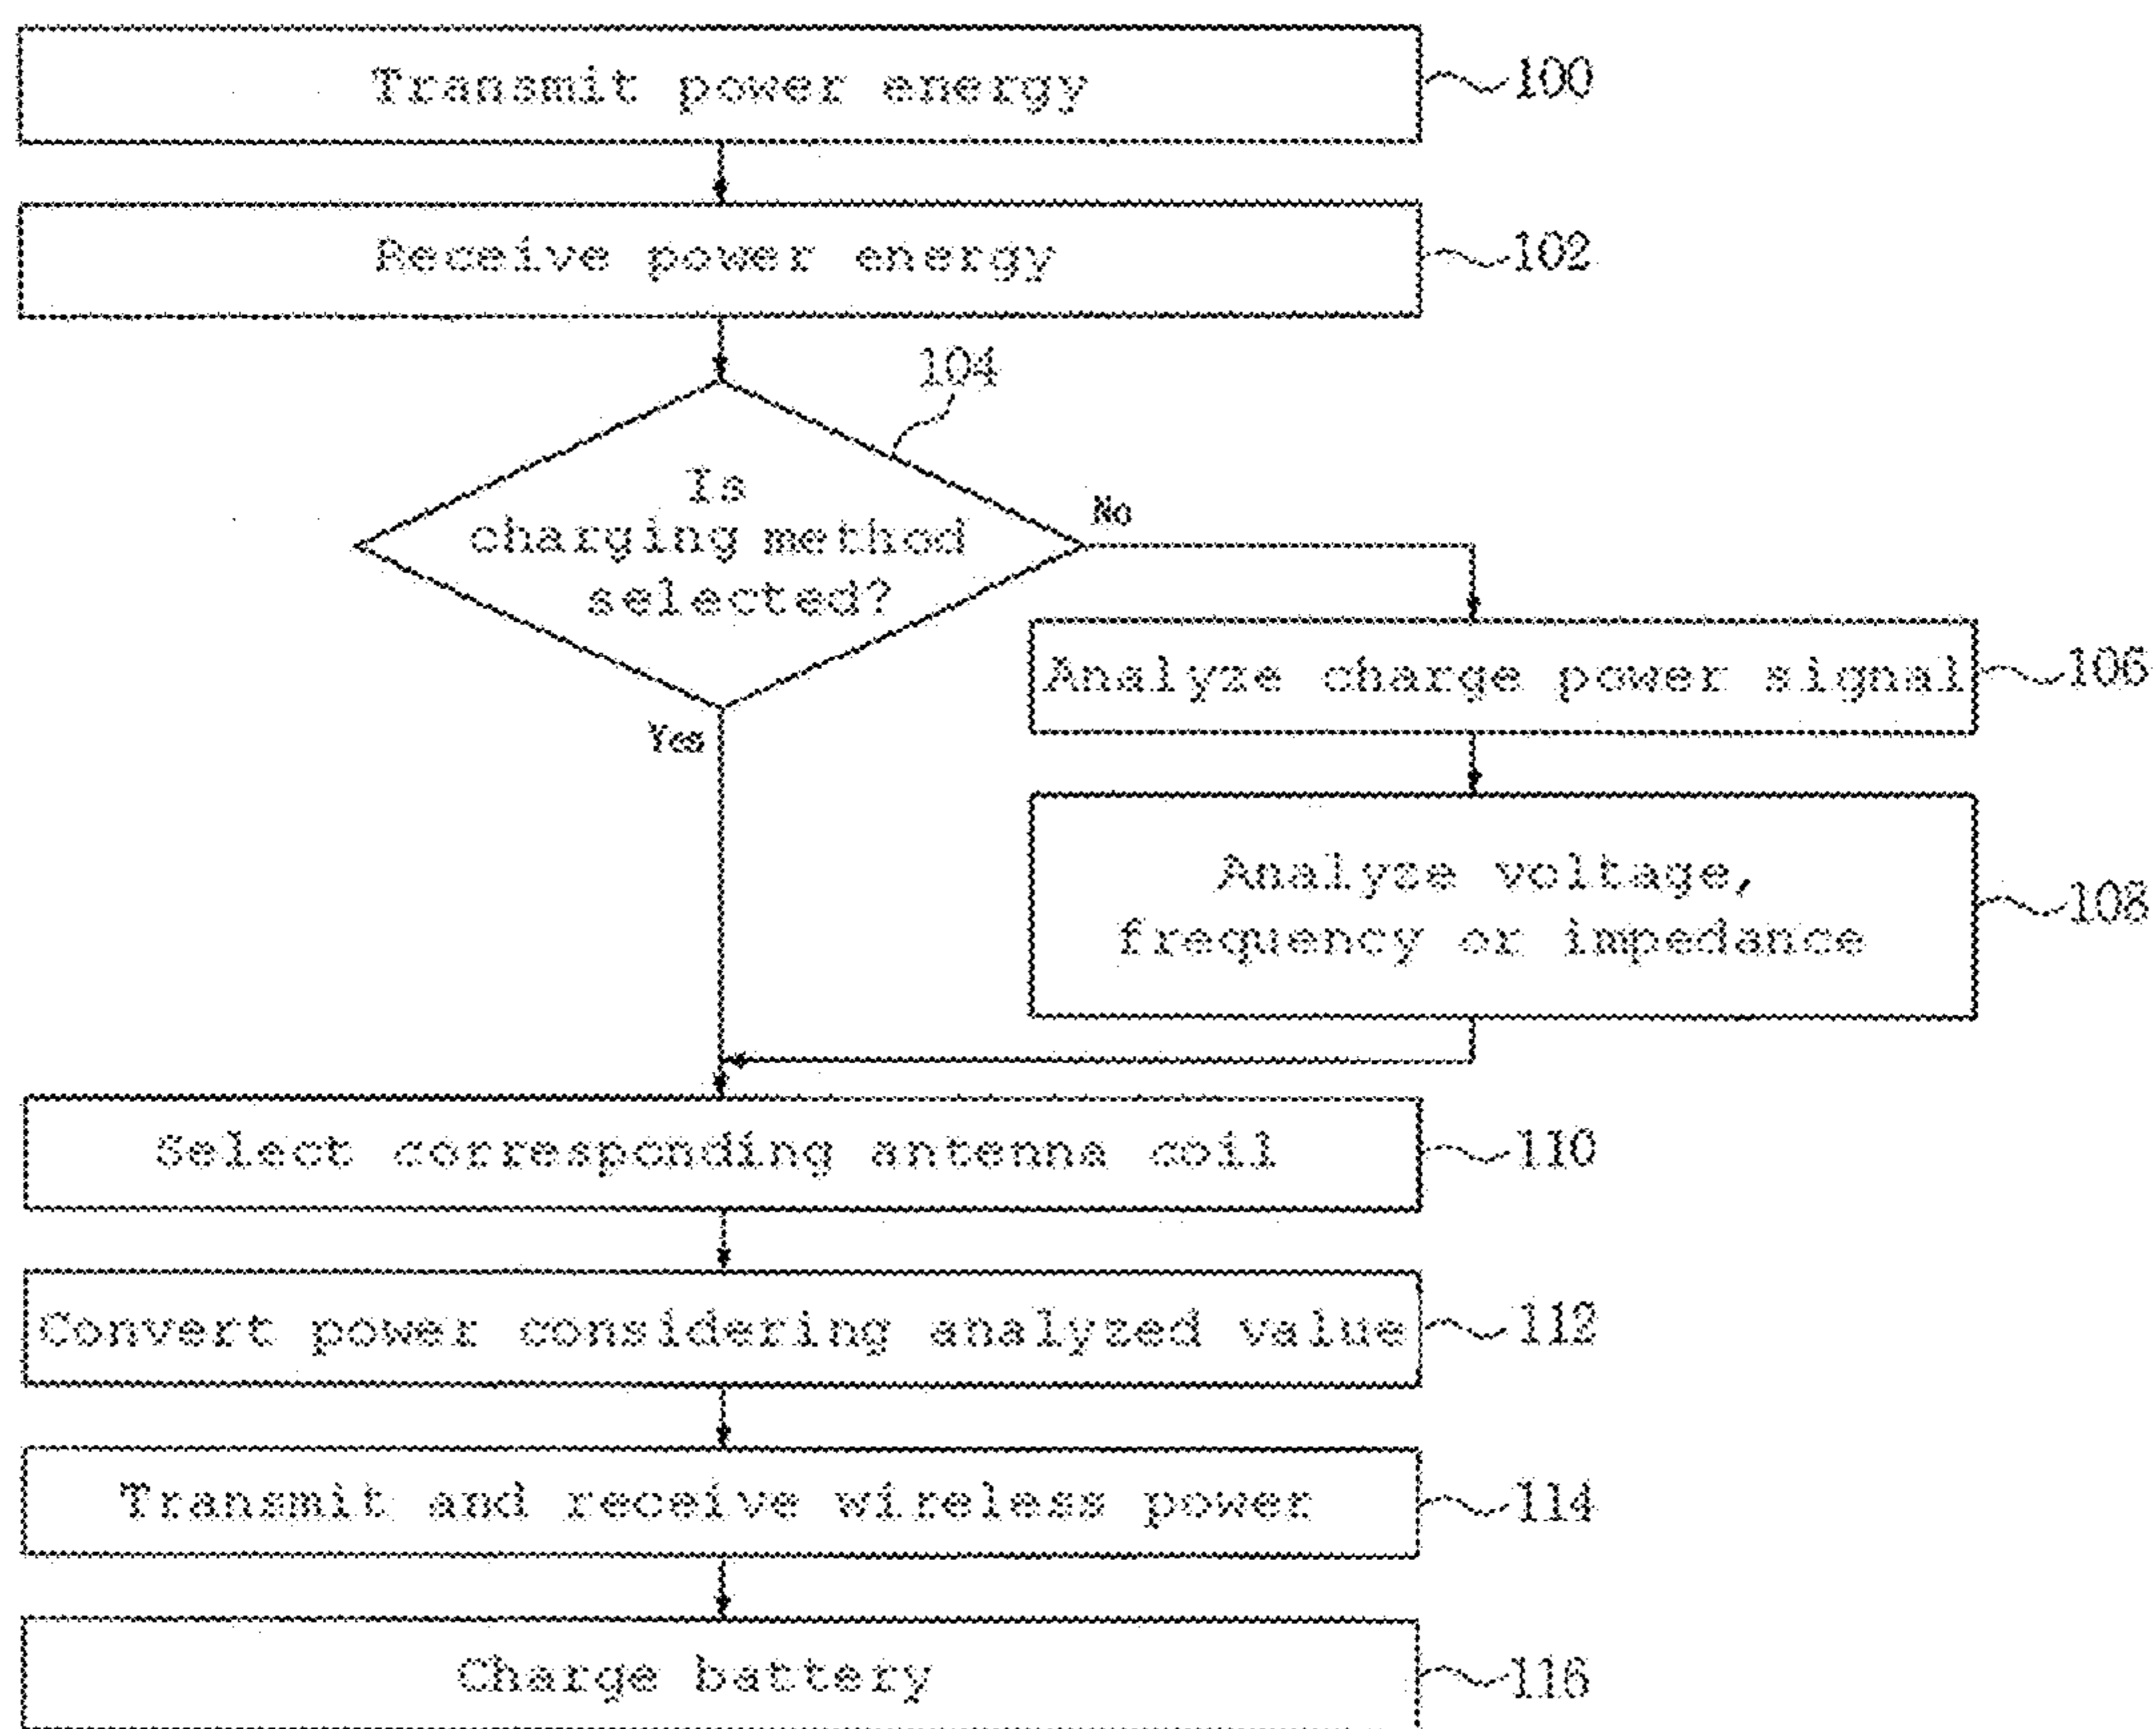 Transmit power energy
100
Receive power energy
102
104
Is
charging method
selected?
No
Yes
Analyze charge power signal
106
Analyze voltage,
frequency or impedance
108
Select corresponding antenna coil
110
Convert power considering analyzed value
112
Transmit and receive wireless power
114
Charge battery
116